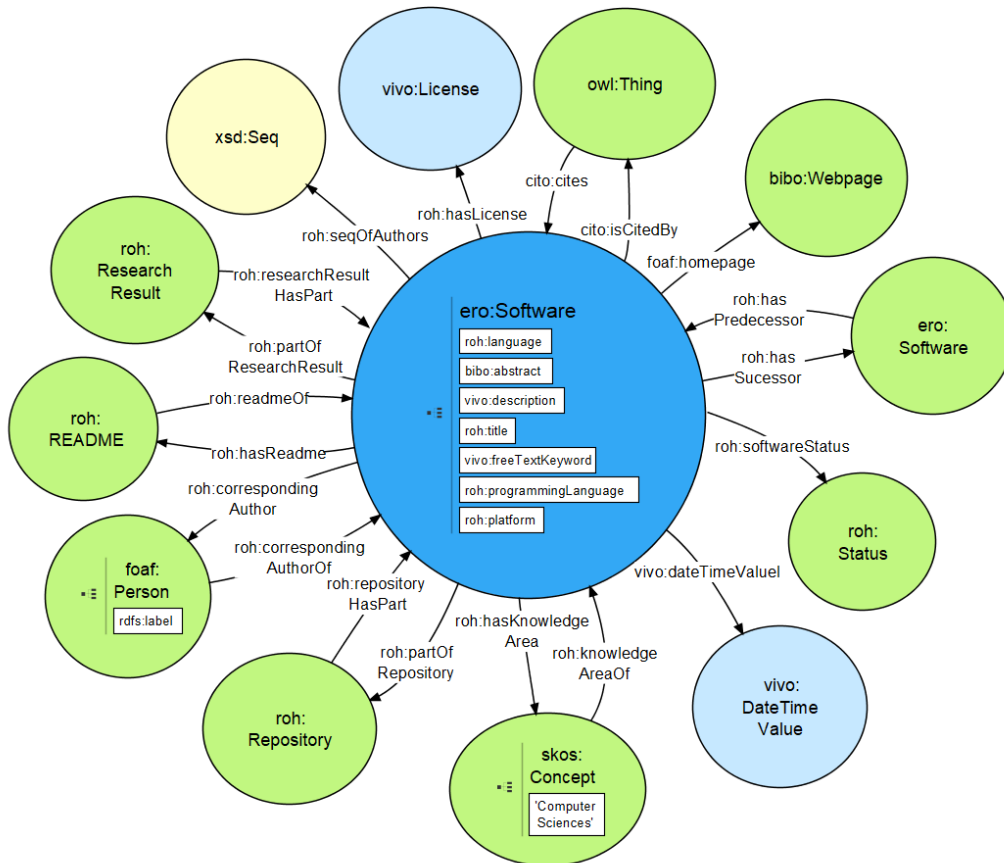 vivo:License
owl:Thing
xsd:Seq
bibo:Webpage
cito:cites
roh:hasLicense
cito:isCitedBy
roh:seqOfAuthors
foaf:homepage
roh:
Research
Result
roh:researchResult
HasPart
roh:partOf
ResearchResult
ero:Software
roh:language
bibo:abstract
vivo:description
roh:title
vivo:freeTextKeyword
roh:programmingLanguage
roh:platform
roh:has
Predecessor
ero:
Software
roh:has
Sucessor
roh:readmeOf
roh:
README
roh:hasReadme
roh:softwareStatus
roh:
Status
roh:corresponding
Author
roh:corresponding
AuthorOf
foaf:
Person
rdfs:label
roh:repository
HasPart
roh:partOf
Repository
roh:
Repository
roh:hasKnowledge
Area
roh:knowledge
AreaOf
vivo:dateTimeValuel
vivo:
DateTime
Value
skos:
Concept
'Computer
Sciences'